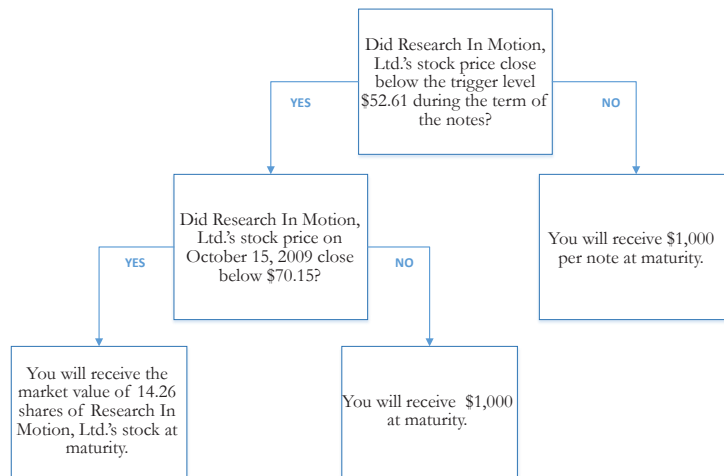 Did Research In Motion,
Ltd.'s stock price close
below the trigger level
$52.61 during the term of
the notes?
YES
NO
Did Research In Motion,
Ltd.'s stock price on
October 15, 2009 close
below $70.15?
You will receive $1,000
per note at maturity.
YES
NO
You will receive the
market value of 14.26
shares of Research In
Motion, Ltd.'s stock at
maturity.
You will receive $1,000
at maturity.